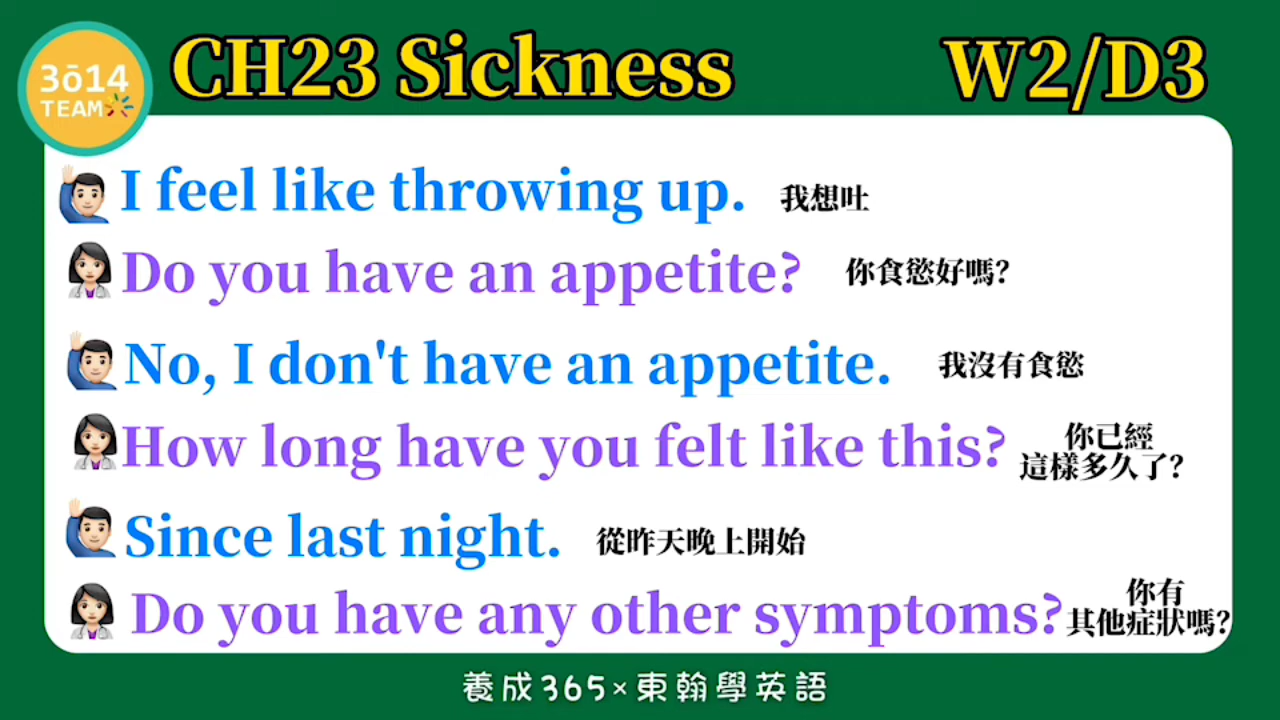 3ō14
TEAM
CH23 Sickness
W2/D3
I feel like throwing up.
我想吐
Do you have an appetite?
你食慾好嗎?
No, I don't have an appetite.
我沒有食慾
How long have you felt like this?
你已經
這樣多久了?
Since last night.
從昨天晚上開始
Do you have any other symptoms?
你有
其他症狀嗎?
養成365×東翰學英語